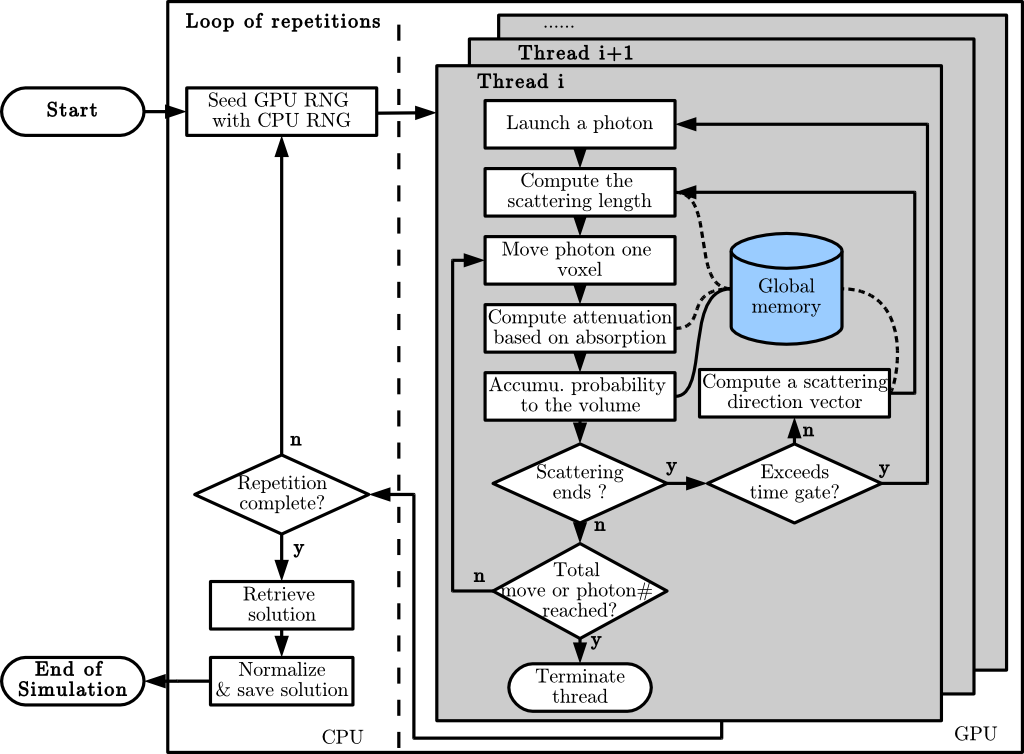 Loop of repetitions
......
Thread i+1
Thread i
Start
Seed GPU RNG
with CPU RNG
Launch a photon
Compute the
scattering length
Move photon one
voxel
Global
memory
Compute attenuation
based on absorption
Accumu. probability
to the volume
Compute a scattering
direction vector
n
n
Scattering
ends ?
y
Exceeds
time gate?
y
Repetition
complete?
n
y
Total
move or photon#
reached?
n
y
Retrieve
solution
Terminate
thread
End of
Simulation
Normalize
& save solution
CPU
GPU